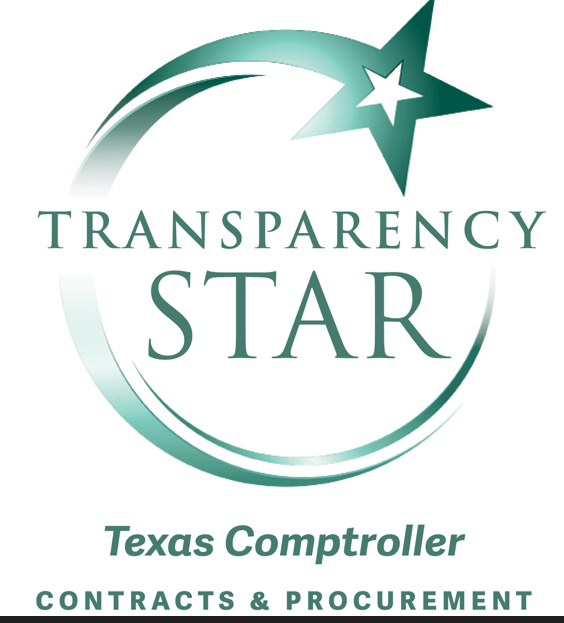 TRANSPARENCY
STAR
Texas Comptroller
CONTRACTS & PROCUREMENT